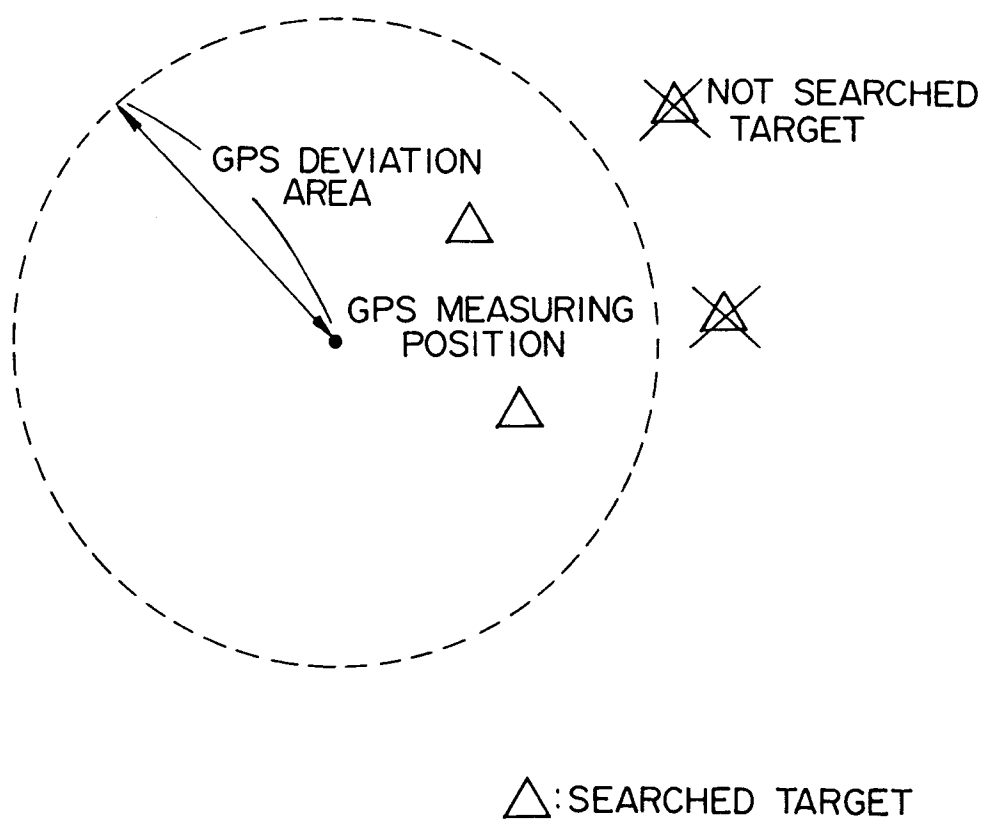 NOT SEARCHED
TARGET
GPS DEVIATION
AREA
GPS MEASURING
POSITION
:SEARCHED TARGET